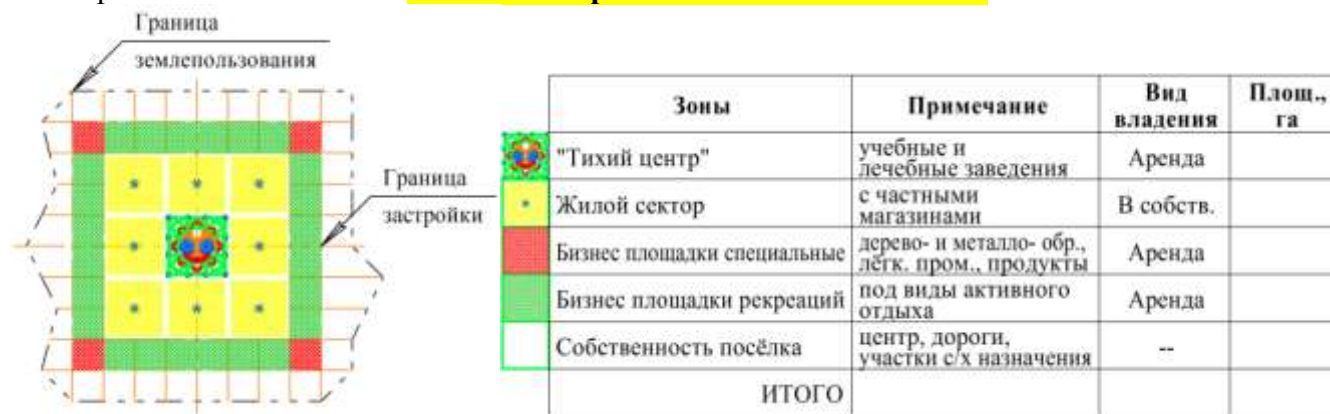 Граница
землепользования
Граница
застройки
Зоны Примечание Вид владения Площ., га
"Тихий центр" учебные и лечебные заведения Аренда
Жилой сектор с частными магазинами В собств.
Бизнес площадки специальные дерево- и металло- обр., лёгк. пром., продукты Аренда
Бизнес площадки рекреаций под виды активного отдыха Аренда
Собственность посёлка центр, дороги, участки с/х назначения --
ИТОГО